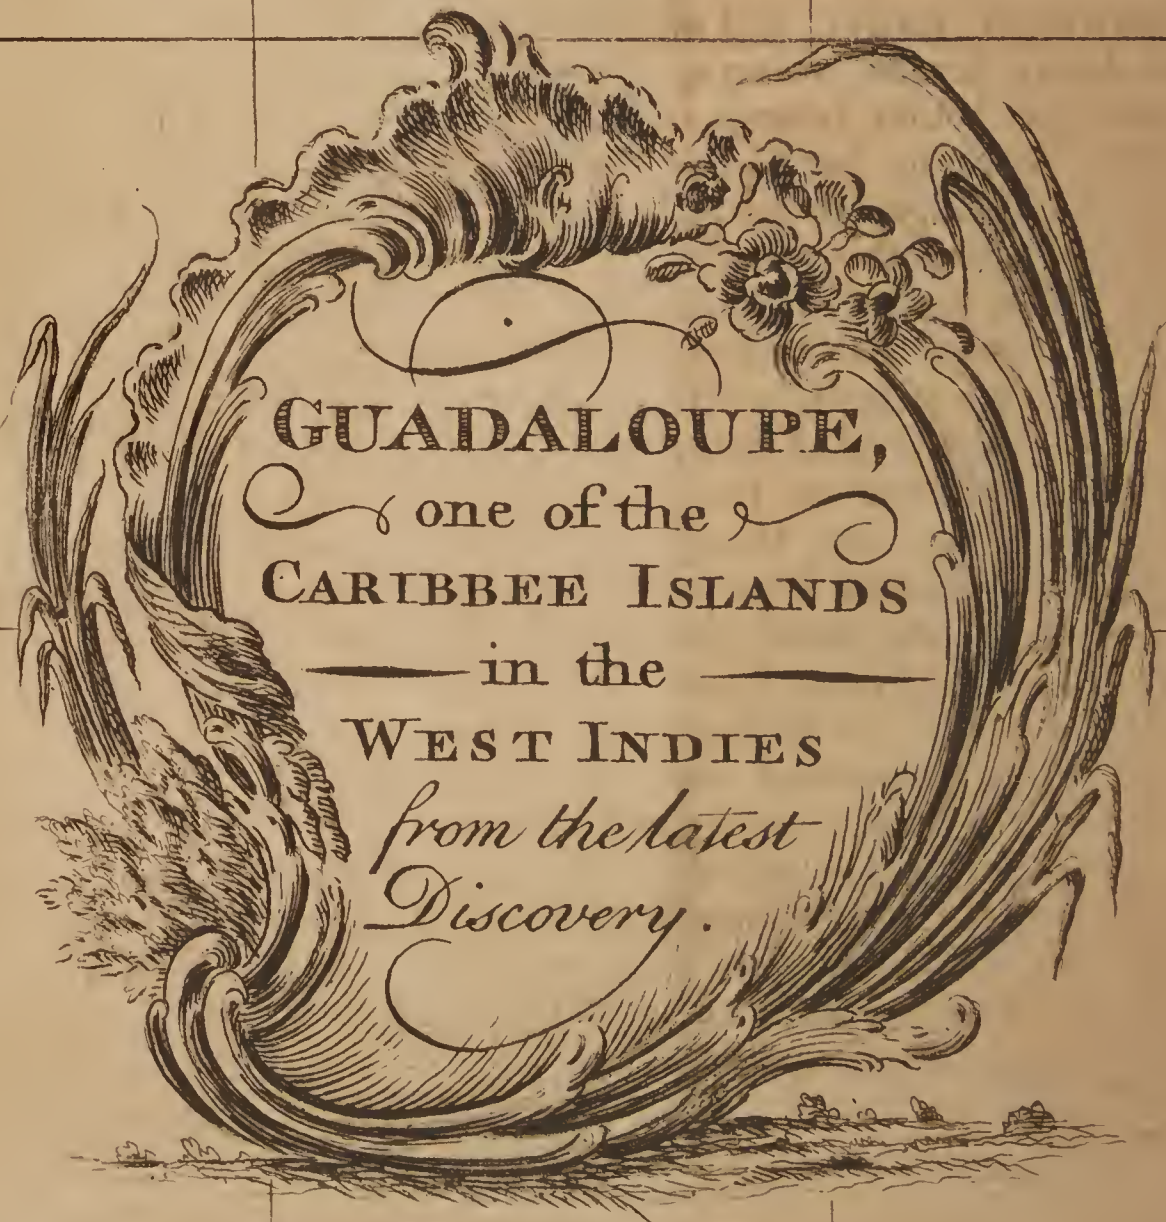 GUADALOUPE,
one of the
CARIBBEE ISLANDS
in the
WEST INDIES
from the latest
Discovery.